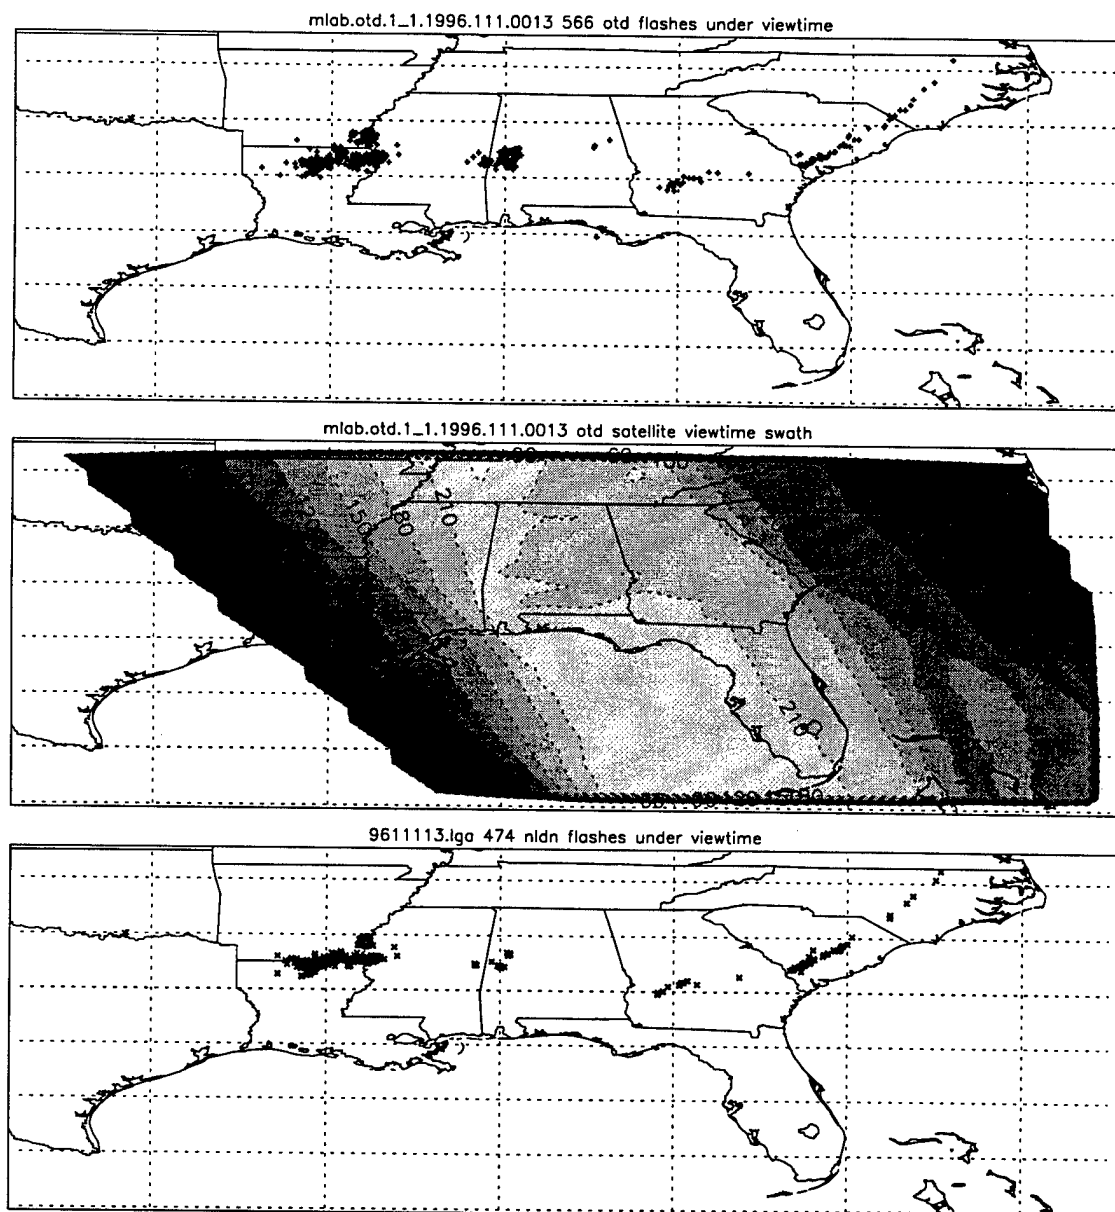 mlab.otd.1_1.1996.111.0013 566 otd flashes under viewtime
mlab.otd.1_1.1996.111.0013 otd satellite viewtime swath
150
180
210
210
9611113.lga 474 nldn flashes under viewtime